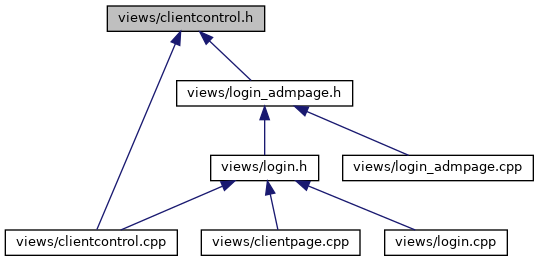 views/clientcontrol.h
views/login_admpage.h
views/login.h
views/login_admpage.cpp
views/clientcontrol.cpp
views/clientpage.cpp
views/login.cpp